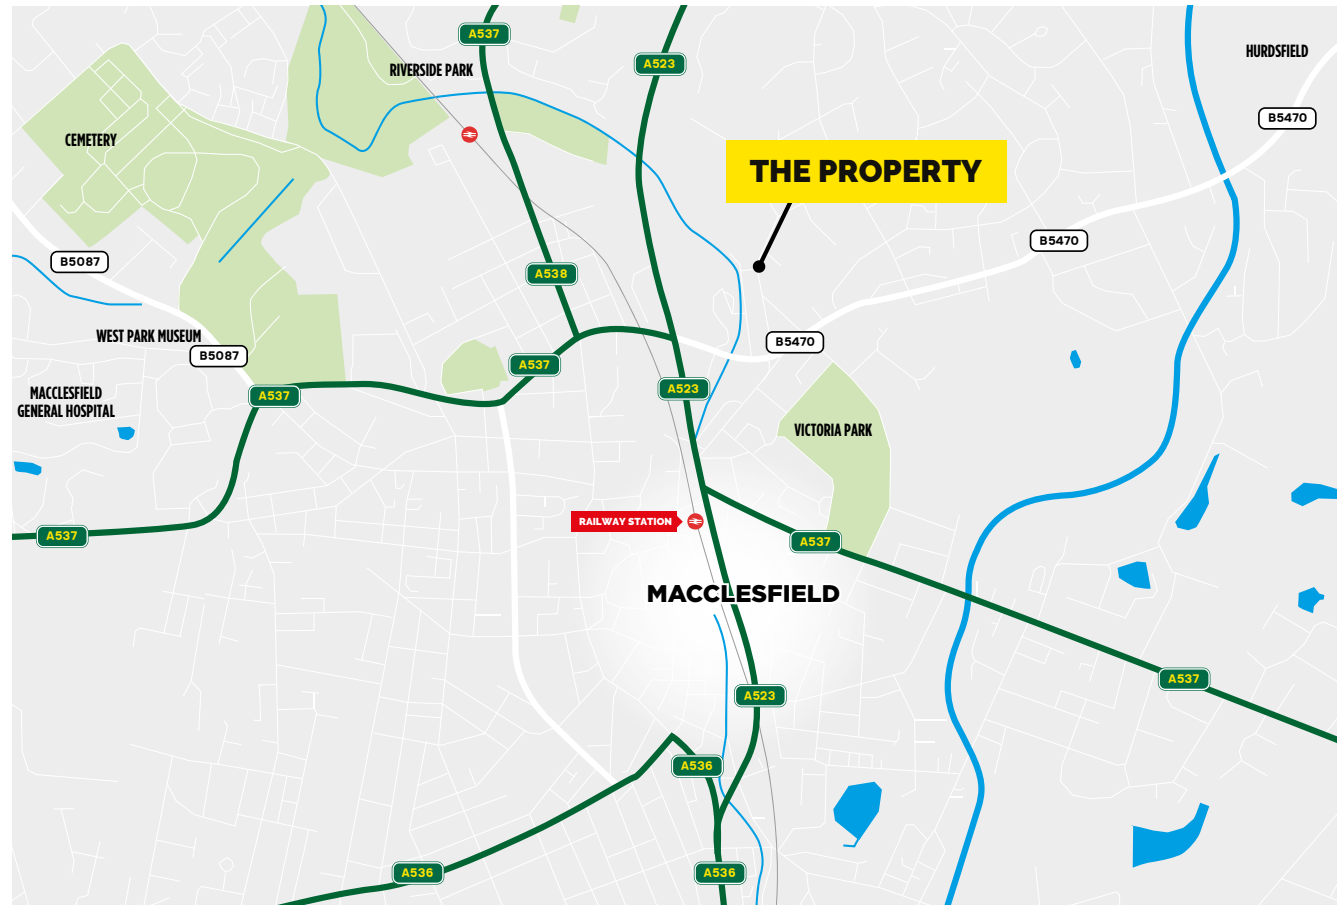 A537
A523
HURDSFIELD
RIVERSIDE PARK
B5470
CEMETERY
THE PROPERTY
B5470
B5087
A538
WEST PARK MUSEUM
B5470
B5087
A537
A523
MACCLESFIELD
GENERAL HOSPITAL
A537
VICTORIA PARK
RAILWAY STATION
A537
A537
MACCLESFIELD
A537
A523
A536
A536
A536